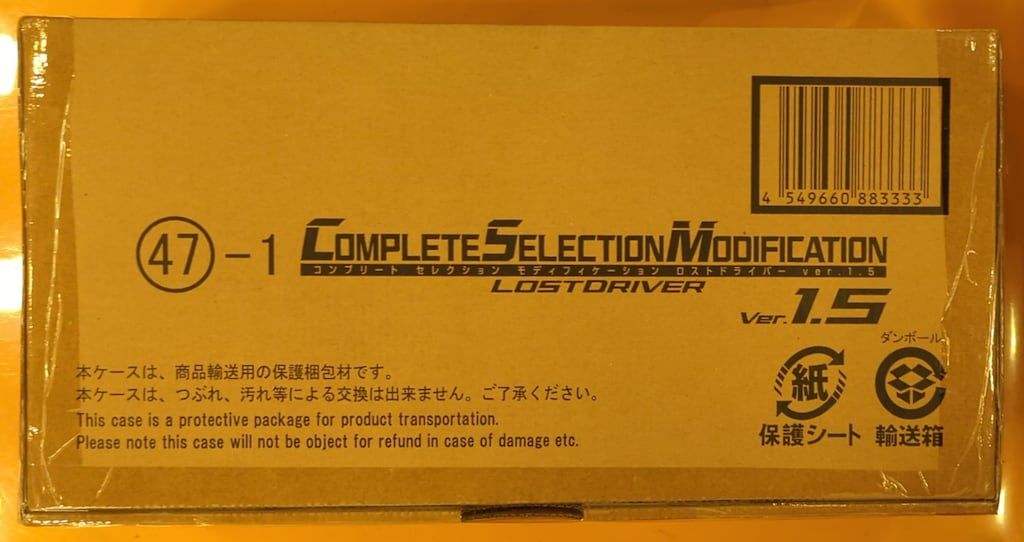 4 549660 883333
㊼-1
COMPLETE SELECTION MODIFICATION
コンプリート セレクション モディフィケーション ロストドライバー ver.1.5
LOSTDRIVER
Ver. 1.5
本ケースは、商品輸送用の保護梱包材です。
本ケースは、つぶれ、汚れ等による交換は出来ません。ご了承ください。
This case is a protective package for product transportation.
Please note this case will not be object for refund in case of damage etc.
ダンボール
紙
保護シート 輸送箱